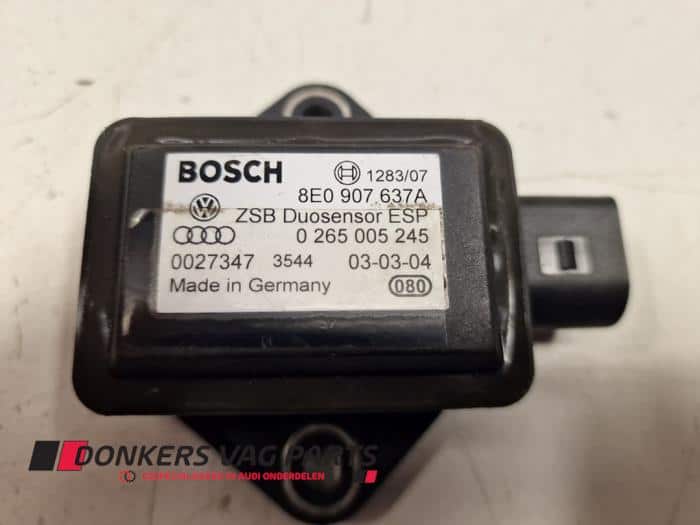 BOSCH 1283/07
8E0 907 637A
ZSB Duosensor ESP
0 265 005 245
0027347 3544 03-03-04
Made in Germany 080
DONKERS VAG PARTS